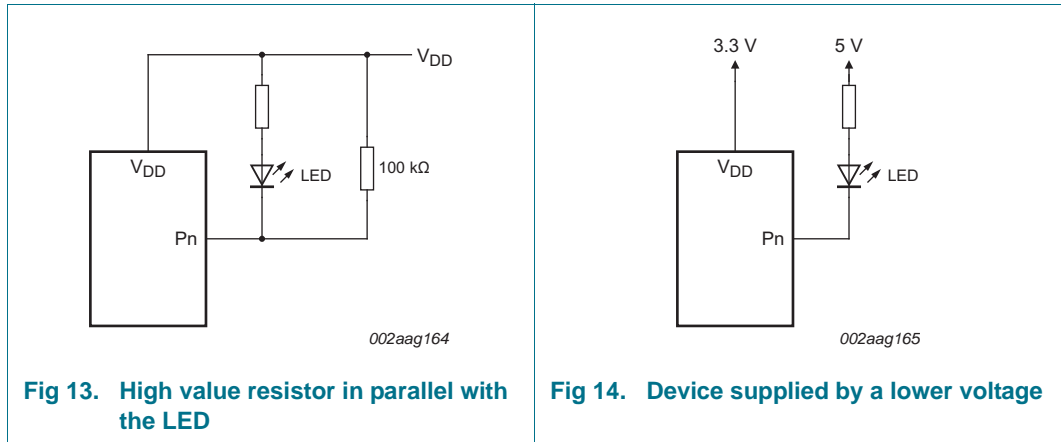 VDD
VDD
LED
100 kΩ
Pn
002aag164
Fig 13. High value resistor in parallel with
the LED
3.3 V
5 V
VDD
LED
Pn
002aag165
Fig 14. Device supplied by a lower voltage